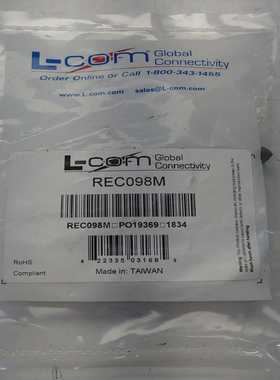 L-com Global
Connectivity
Order Online or Call 1-800-343-1455
www.L-com.com sales@L-com.com
L-com Global
Connectivity
REC098M
REC098M□PO19369□1834
8 22335 03168
RoHS
Compliant
Made in: TAIWAN